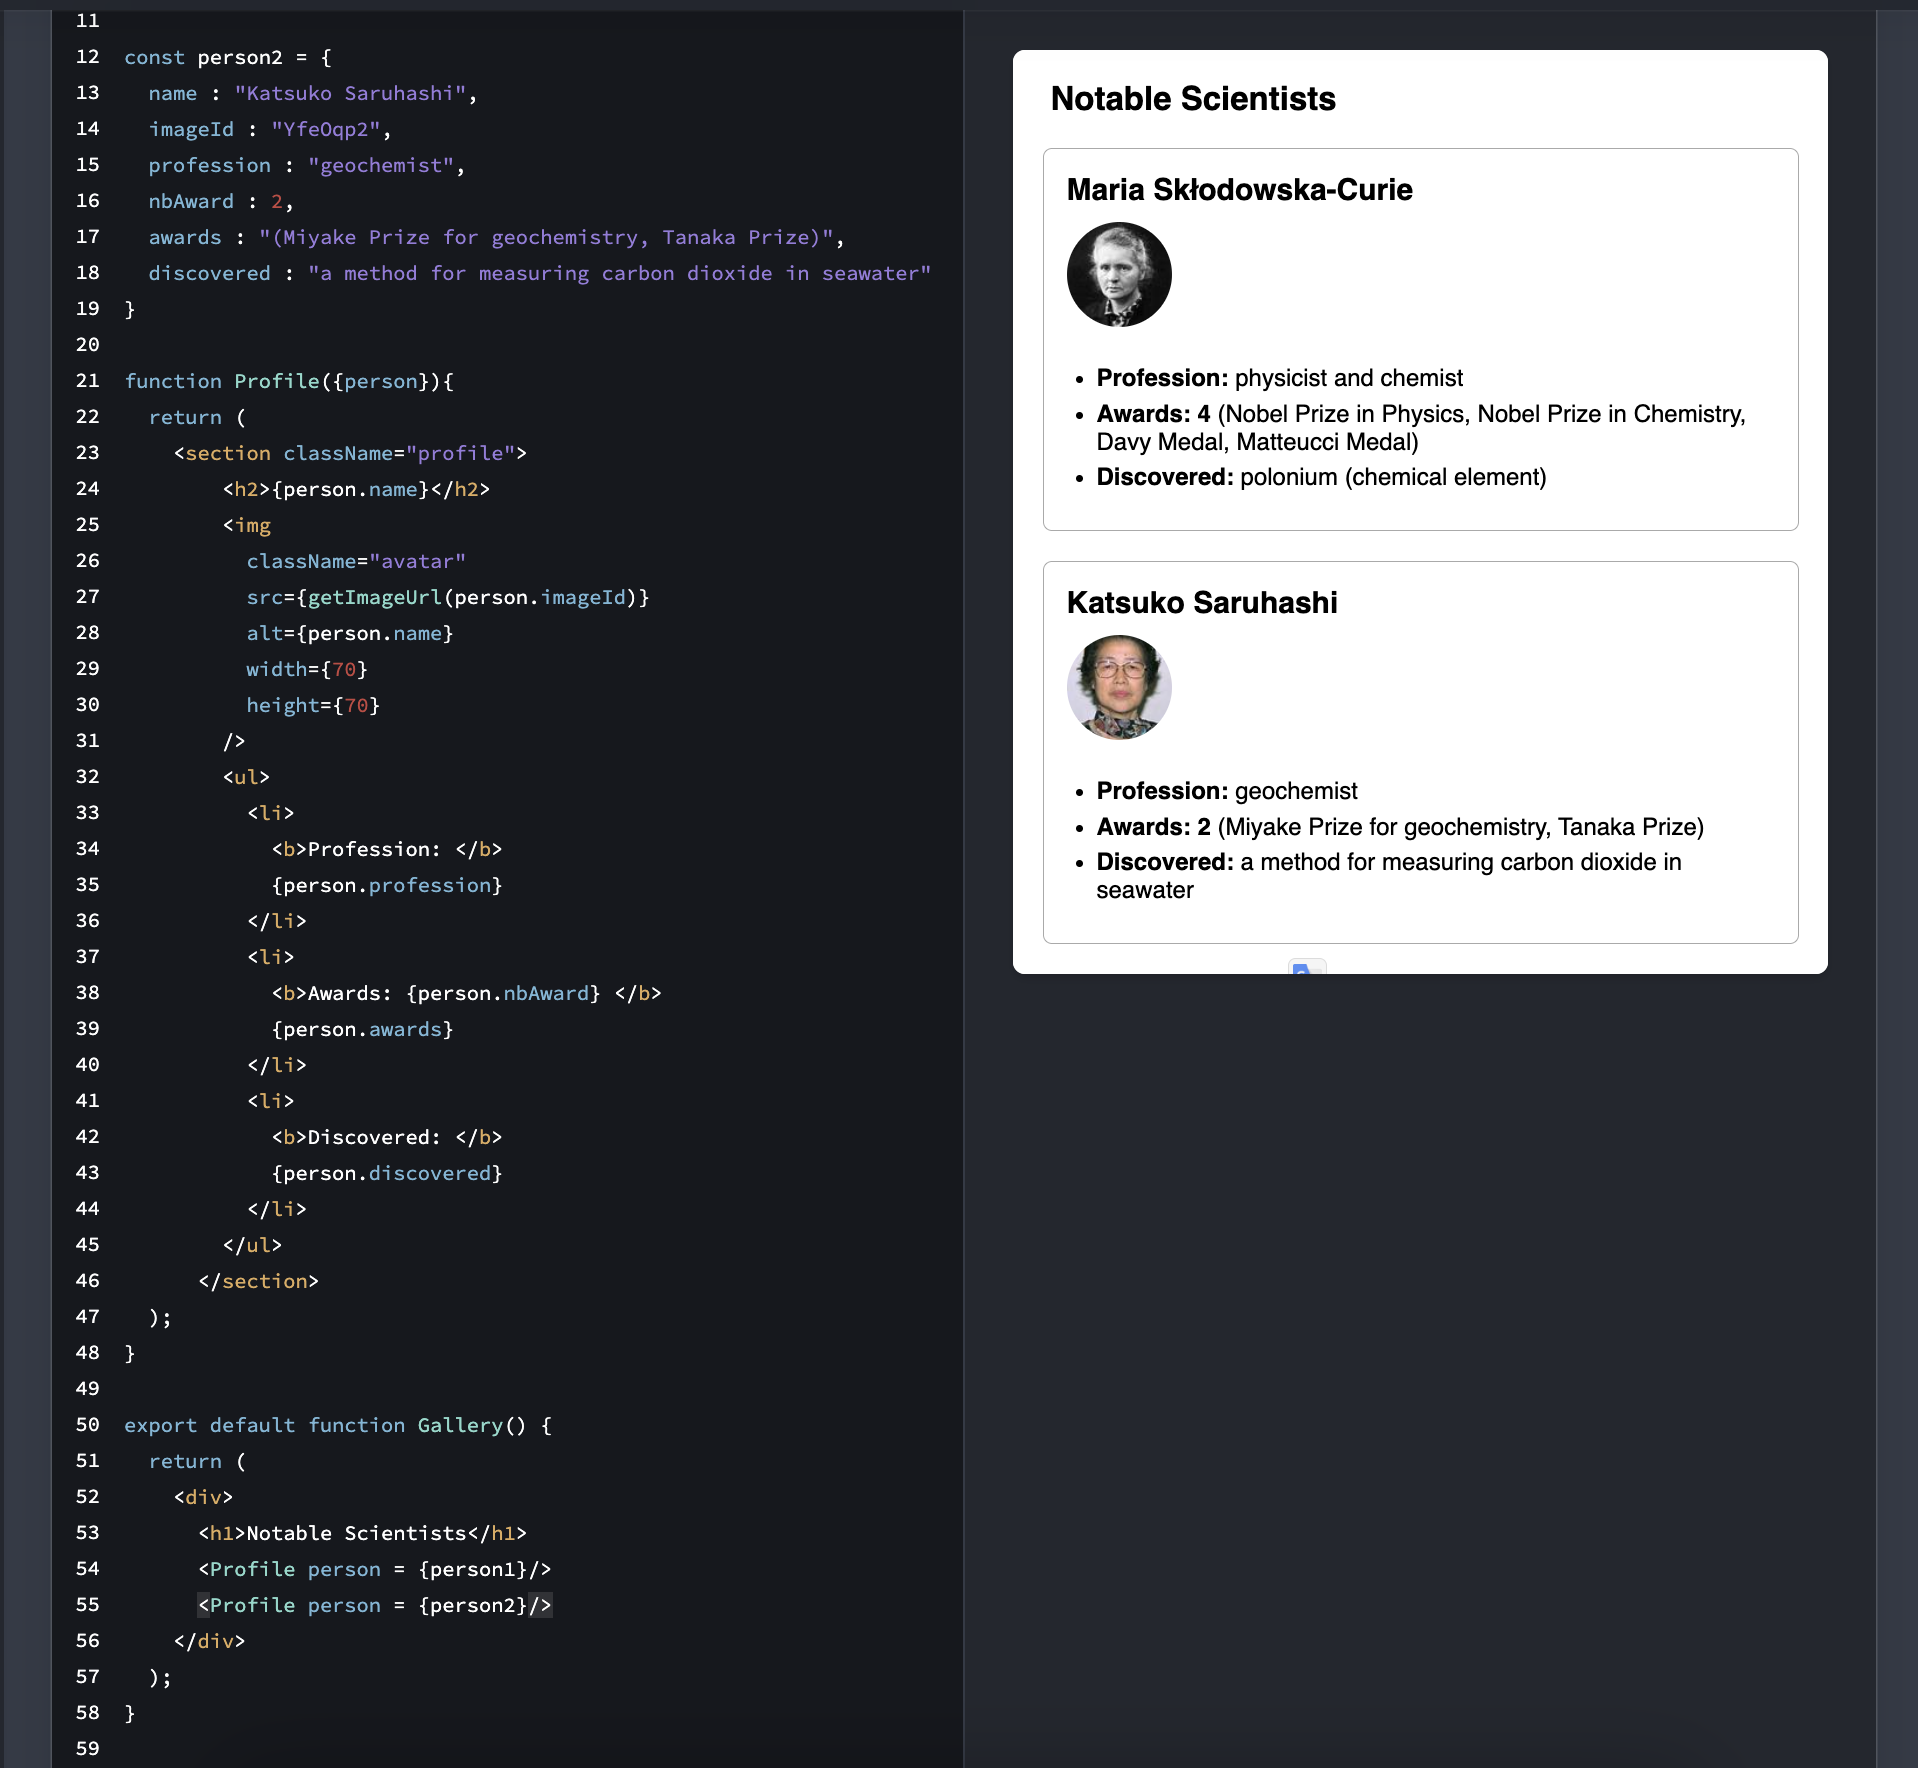 11
12 const person2 = {
13   name : "Katsuko Saruhashi",
14   imageId : "YfeOqp2",
15   profession : "geochemist",
16   nbAward : 2,
17   awards : "(Miyake Prize for geochemistry, Tanaka Prize)",
18   discovered : "a method for measuring carbon dioxide in seawater"
19 }
20
21 function Profile({person}){
22   return (
23     <section className="profile">
24         <h2>{person.name}</h2>
25         <img
26           className="avatar"
27           src={getImageUrl(person.imageId)}
28           alt={person.name}
29           width={70}
30           height={70}
31         />
32         <ul>
33           <li>
34             <b>Profession: </b>
35             {person.profession}
36           </li>
37           <li>
38             <b>Awards: {person.nbAward} </b>
39             {person.awards}
40           </li>
41           <li>
42             <b>Discovered: </b>
43             {person.discovered}
44           </li>
45         </ul>
46       </section>
47   );
48 }
49
50 export default function Gallery() {
51   return (
52     <div>
53       <h1>Notable Scientists</h1>
54       <Profile person = {person1}/>
55       <Profile person = {person2}/>
56     </div>
57   );
58 }
59
Notable Scientists
Maria Skłodowska-Curie
• Profession: physicist and chemist
• Awards: 4 (Nobel Prize in Physics, Nobel Prize in Chemistry,
Davy Medal, Matteucci Medal)
• Discovered: polonium (chemical element)
Katsuko Saruhashi
• Profession: geochemist
• Awards: 2 (Miyake Prize for geochemistry, Tanaka Prize)
• Discovered: a method for measuring carbon dioxide in
seawater